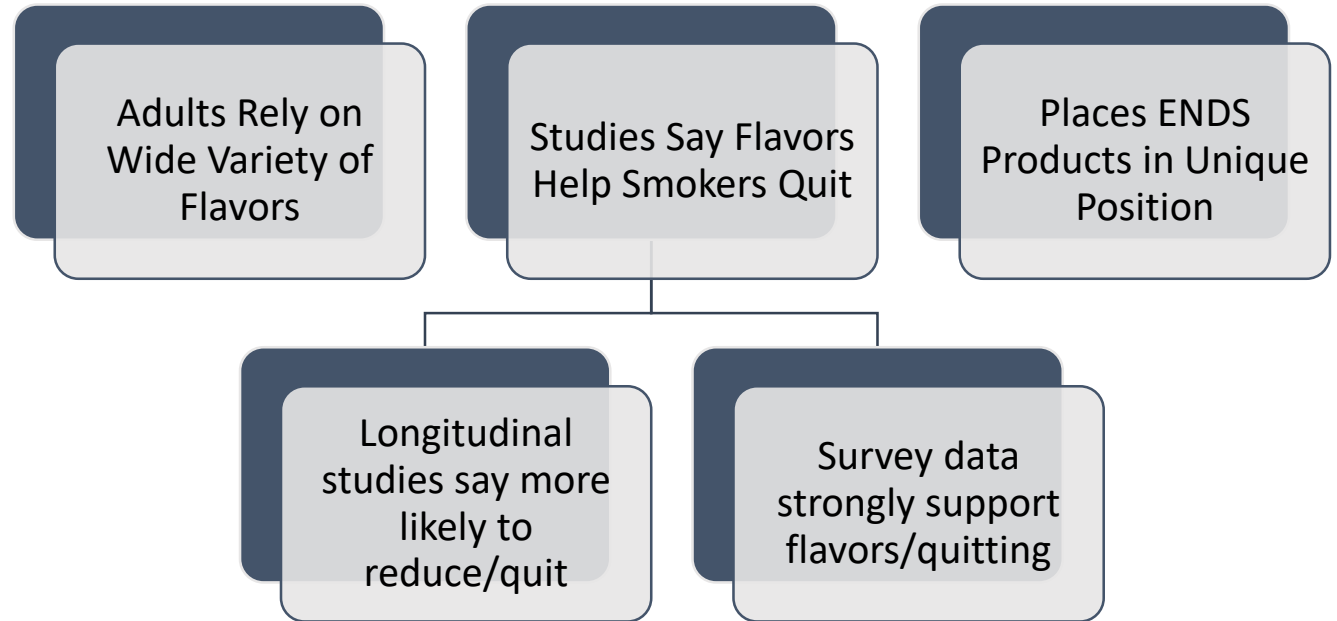 Adults Rely on
Wide Variety of
Flavors
Studies Say Flavors
Help Smokers Quit
Places ENDS
Products in Unique
Position
Longitudinal
studies say more
likely to
reduce/quit
Survey data
strongly support
flavors/quitting